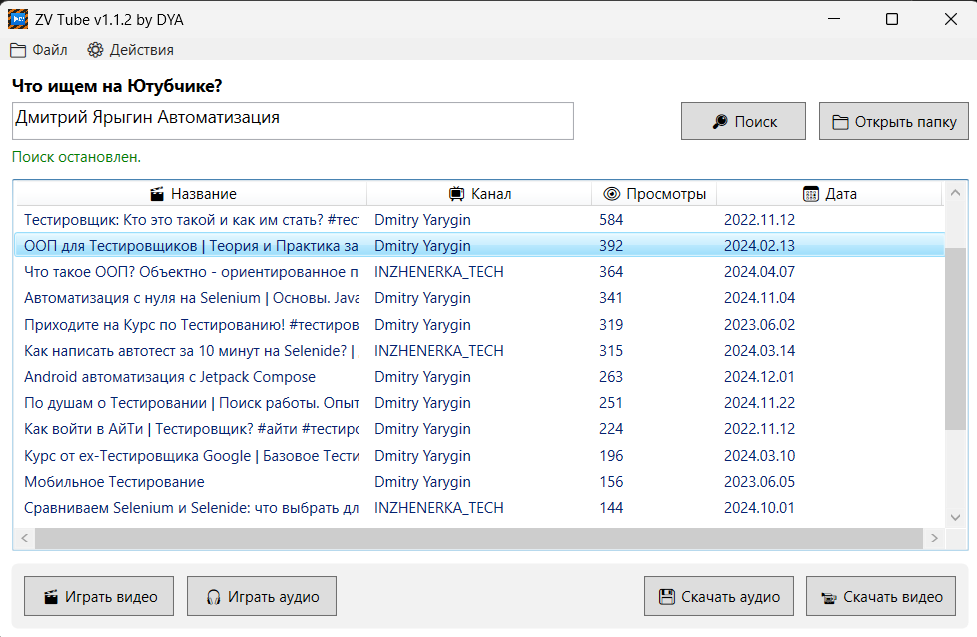 ZV Tube v1.1.2 by DYA
Файл Действия
Что ищем на Ютубчике?
Дмитрий Ярыгин Автоматизация
Поиск Открыть папку
Поиск остановлен.
Название Канал Просмотры Дата
Тестировщик: Кто это такой и как им стать? #тес Dmitry Yarygin 584 2022.11.12
ООП для Тестировщиков | Теория и Практика за Dmitry Yarygin 392 2024.02.13
Что такое ООП? Объектно - ориентированное п INZHENERKA_TECH 364 2024.04.07
Автоматизация с нуля на Selenium | Основы. Java Dmitry Yarygin 341 2024.11.04
Приходите на Курс по Тестированию! #тестиров Dmitry Yarygin 319 2023.06.02
Как написать автотест за 10 минут на Selenide? | INZHENERKA_TECH 315 2024.03.14
Android автоматизация с Jetpack Compose Dmitry Yarygin 263 2024.12.01
По душам о Тестировании | Поиск работы. Опыт Dmitry Yarygin 251 2024.11.22
Как войти в АйТи | Тестировщик? #айти #тестиро Dmitry Yarygin 224 2022.11.12
Курс от ex-Тестировщика Google | Базовое Тести Dmitry Yarygin 196 2024.03.10
Мобильное Тестирование Dmitry Yarygin 156 2023.06.05
Сравниваем Selenium и Selenide: что выбрать дл INZHENERKA_TECH 144 2024.10.01
Играть видео Играть аудио Скачать аудио Скачать видео